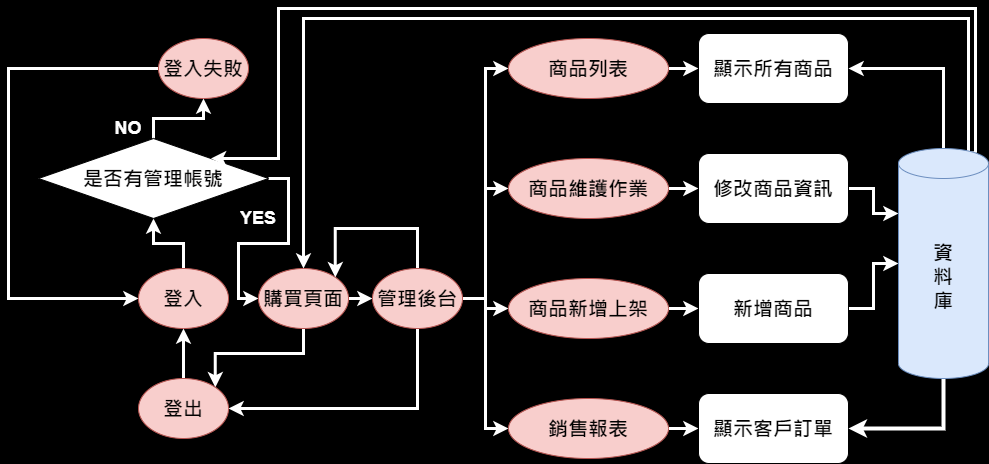 登入失敗
商品列表
顯示所有商品
NO
是否有管理帳號
商品維護作業
修改商品資訊
YES
資料庫
登入
購買頁面
管理後台
商品新增上架
新增商品
登出
銷售報表
顯示客戶訂單